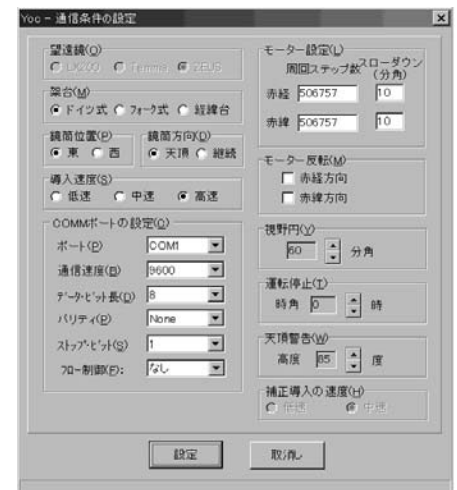 Yoc - 通信条件の設定
望遠鏡(O)
LX200 Temma ZEUS
架台(M)
ドイツ式 フォーク式 経緯台
鏡筒位置(P)
東 西
鏡筒方向(D)
天頂 継続
導入速度(S)
低速 中速 高速
COMMポートの設定(C)
ポート(P) COM1
通信速度(B) 9600
データ・ビット長(D) 8
パリティ(P) None
ストップ・ビット(S) 1
フロー制御(F): なし
モーター設定(L)
周回ステップ数 スローダウン
(分角)
赤経 506757 10
赤緯 506757 10
モーター反転(M)
赤経方向
赤緯方向
視野円(Y)
60 分角
運転停止(T)
時角 0 時
天頂警告(W)
高度 85 度
補正導入の速度(H)
低速 中速
設定 取消し